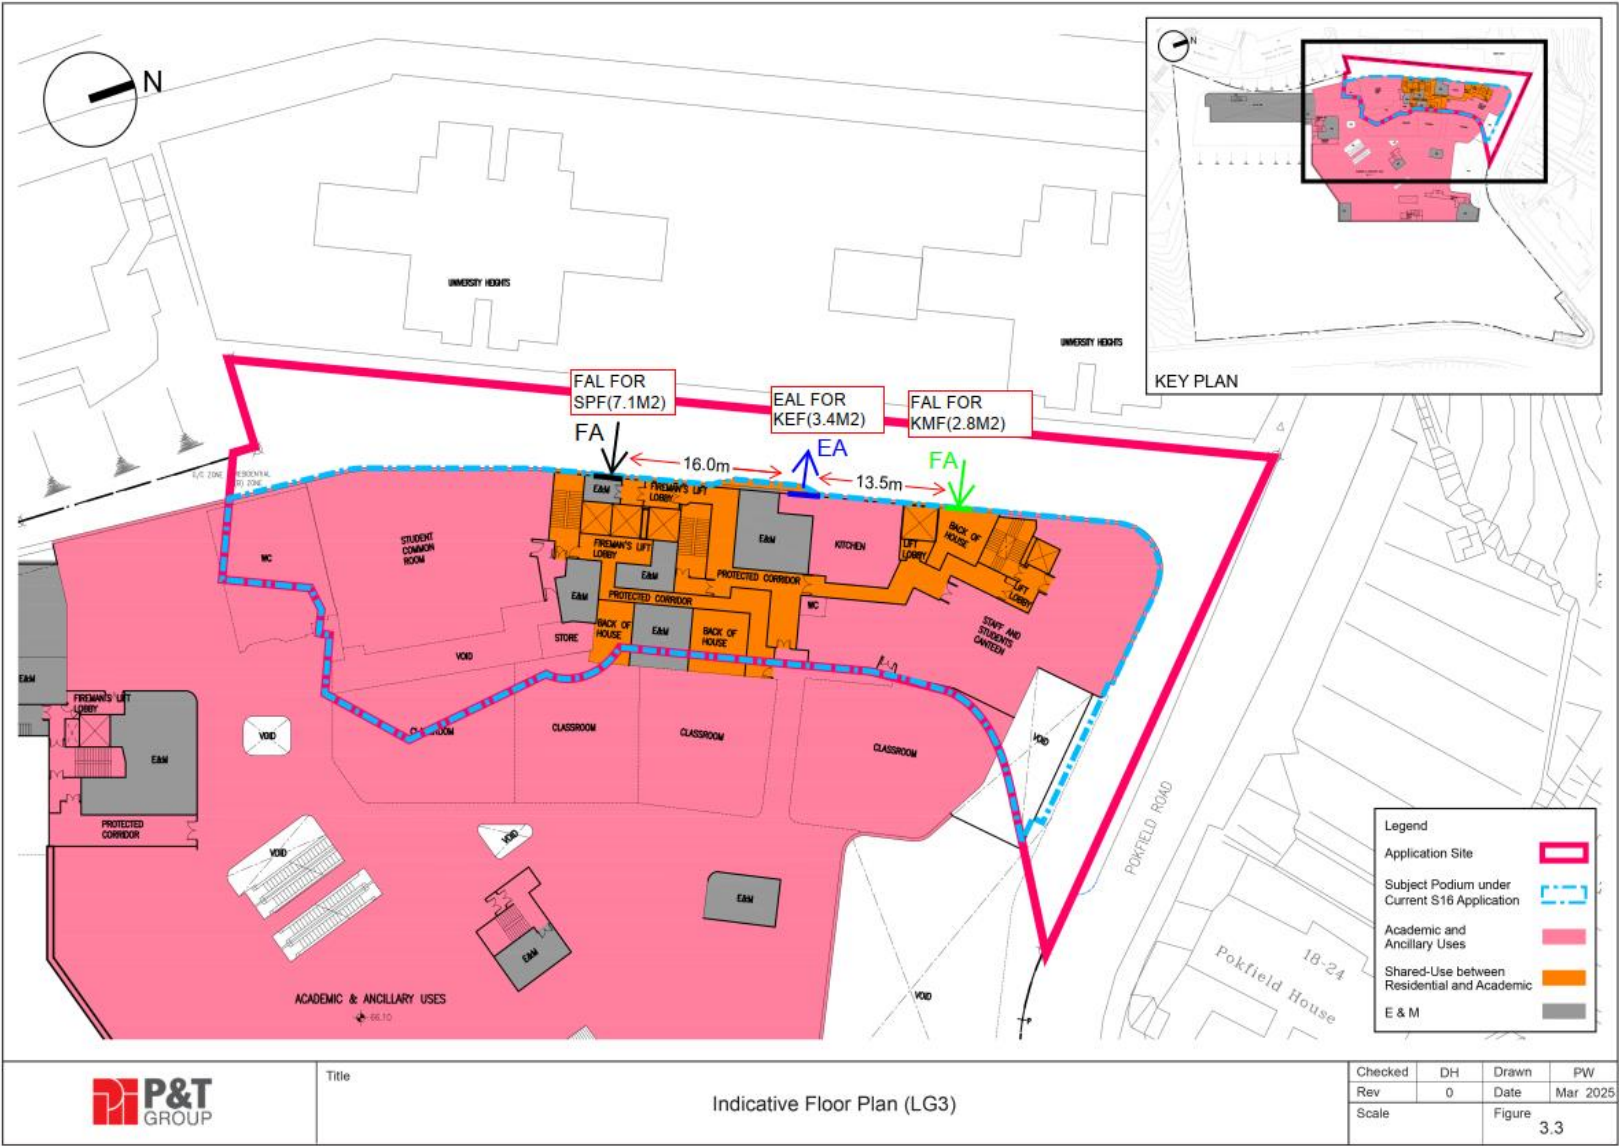 N
N
KEY PLAN
UNIVERSITY HEIGHTS
UNIVERSITY HEIGHTS
FAL FOR
SPF(7.1M2)
EAL FOR
KEF(3.4M2)
FAL FOR
KMF(2.8M2)
FA
EA
FA
16.0m
13.5m
E&M
FIREMAN'S LIFT
LOBBY
WC
STUDENT
COMMON
ROOM
FIREMAN'S LIFT
LOBBY
E&M
KITCHEN
LIFT
LOBBY
BACK OF
HOUSE
E&M
PROTECTED CORRIDOR
LIFT
LOBBY
E&M
PROTECTED CORRIDOR
WC
STORE
BACK OF
HOUSE
E&M
BACK OF
HOUSE
STAFF AND
STUDENTS
CANTEEN
VOID
E&M
FIREMAN'S LIFT
LOBBY
VOID
CLASSROOM
CLASSROOM
CLASSROOM
VOID
E&M
PROTECTED
CORRIDOR
VOID
VOID
E&M
E&M
ACADEMIC & ANCILLARY USES
66.10
VOID
POKFIELD ROAD
18-24
Pokfield House
Legend
Application Site
Subject Podium under
Current S16 Application
Academic and
Ancillary Uses
Shared-Use between
Residential and Academic
E & M
P&T
GROUP
Title
Indicative Floor Plan (LG3)
Checked DH Drawn PW
Rev 0 Date Mar 2025
Scale Figure
3.3